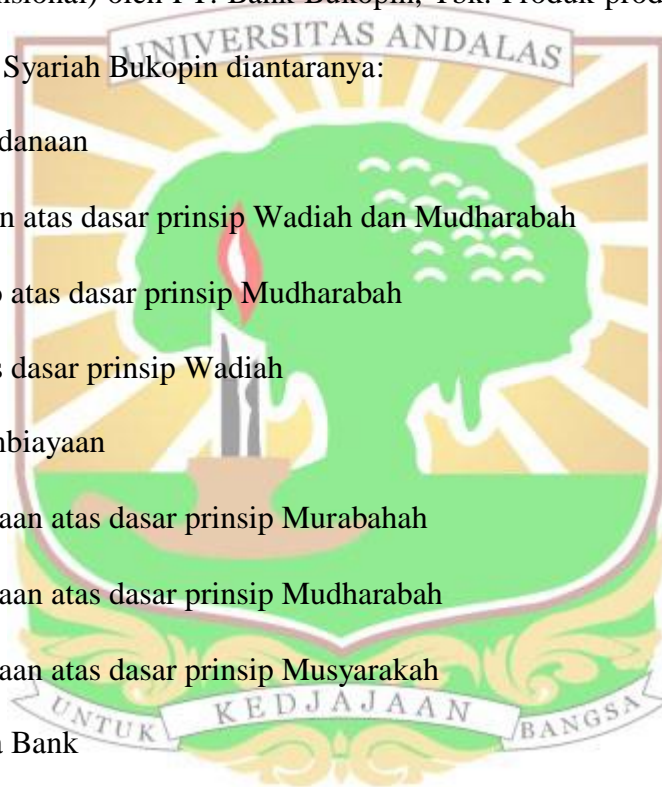 sional) oleh PT. Bank Bukopin, Tbk. Produk-prod
UNIVERSITAS ANDALAS
Syariah Bukopin diantaranya:
danaan
n atas dasar prinsip Wadiah dan Mudharabah
o atas dasar prinsip Mudharabah
s dasar prinsip Wadiah
nbiayaan
aan atas dasar prinsip Murabahah
aan atas dasar prinsip Mudharabah
aan atas dasar prinsip Musyarakah
UNTUK KEDJAJAAN BANGSA
a Bank